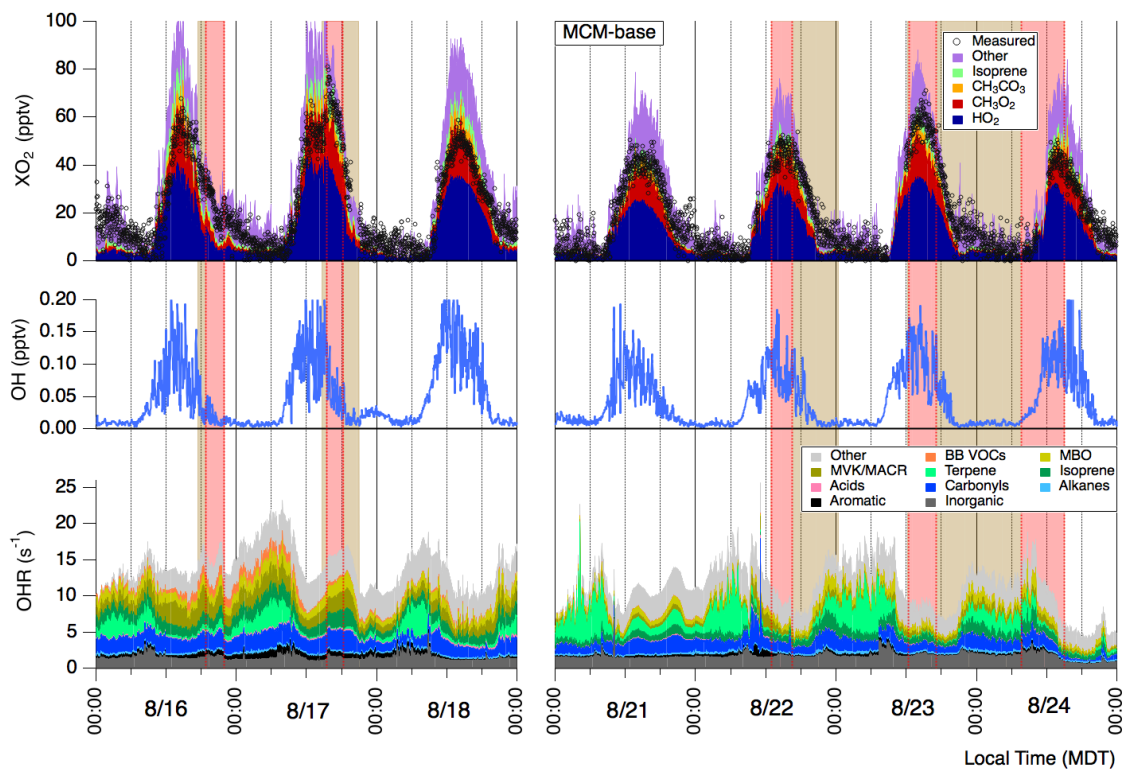 MCM-base
100
80
60
40
20
0
XO₂ (pptv)
Measured
Other
Isoprene
CH₃CO₃
CH₃O₂
HO₂
0.20
0.15
0.10
0.05
0.00
OH (pptv)
25
20
15
10
5
0
OHR (s⁻¹)
Other BB VOCs MBO
MVK/MACR Terpene Isoprene
Acids Carbonyls Alkanes
Aromatic Inorganic
00:00 00:00 00:00 00:00 00:00 00:00 00:00 00:00 00:00
8/16 8/17 8/18 8/21 8/22 8/23 8/24
Local Time (MDT)